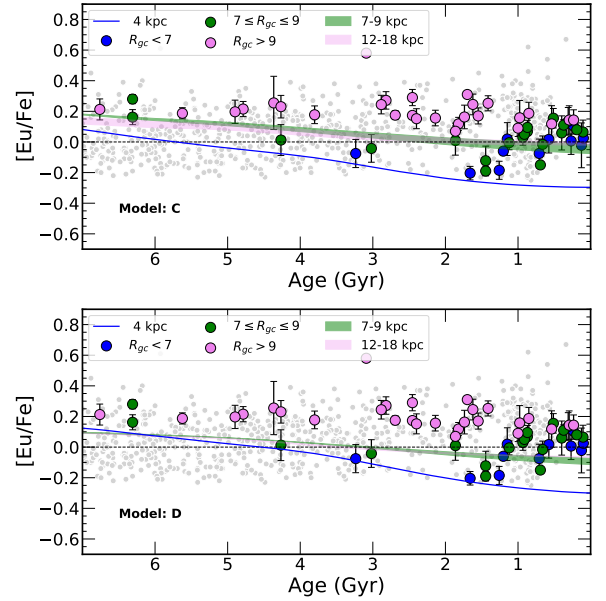 0.8
0.6
0.4
0.2
0.0
−0.2
−0.4
−0.6
[Eu/Fe]
4 kpc
R_gc < 7
7 ≤ R_gc ≤ 9
R_gc > 9
7-9 kpc
12-18 kpc
Model: C
6 5 4 3 2 1
Age (Gyr)
0.8
0.6
0.4
0.2
0.0
−0.2
−0.4
−0.6
[Eu/Fe]
4 kpc
R_gc < 7
7 ≤ R_gc ≤ 9
R_gc > 9
7-9 kpc
12-18 kpc
Model: D
6 5 4 3 2 1
Age (Gyr)